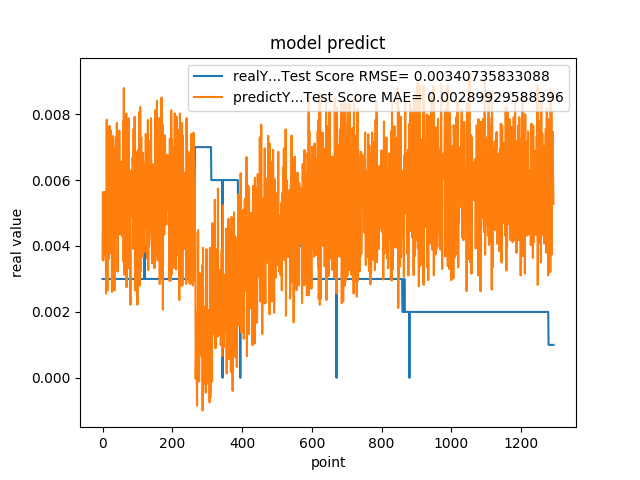 model predict
realY...Test Score RMSE= 0.00340735833088
predictY...Test Score MAE= 0.00289929588396
0.008
0.006
0.004
0.002
0.000
real value
0 200 400 600 800 1000 1200
point